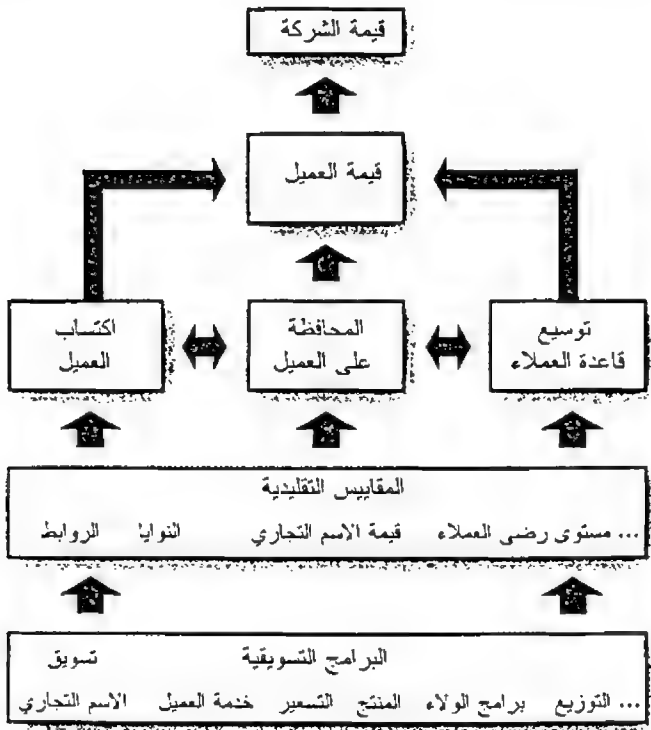 قيمة الشركة
قيمة العميل
توسيع
قاعدة العملاء
المحافظة
على العميل
اكتساب
العميل
المقاييس التقليدية
... مستوى رضى العملاء قيمة الاسم التجاري النوايا الروابط
البرامج التسويقية تسويق
... التوزيع برامج الولاء المنتج التسعير خدمة العميل الاسم التجاري